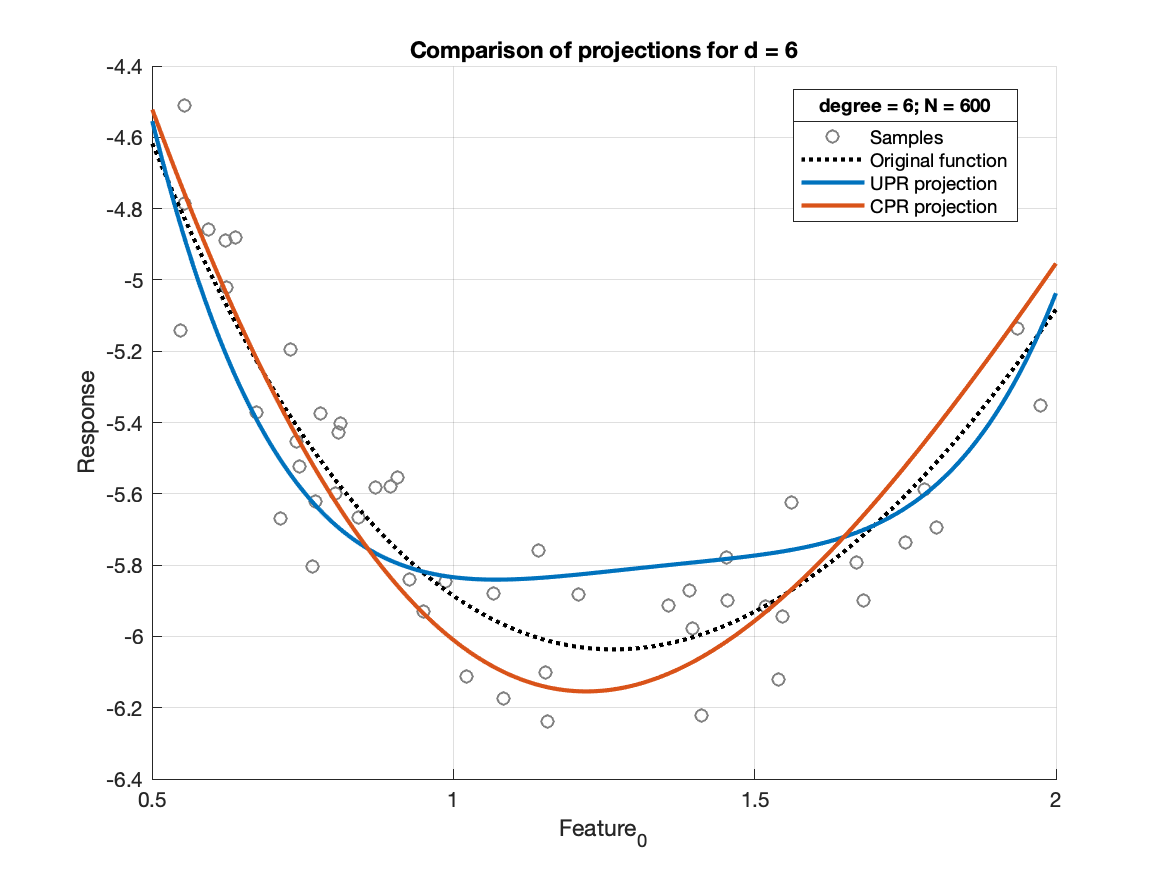 Comparison of projections for d = 6
degree = 6; N = 600
Samples
Original function
UPR projection
CPR projection
Response
-4.4
-4.6
-4.8
-5
-5.2
-5.4
-5.6
-5.8
-6
-6.2
-6.4
0.5
1
1.5
2
Feature₀